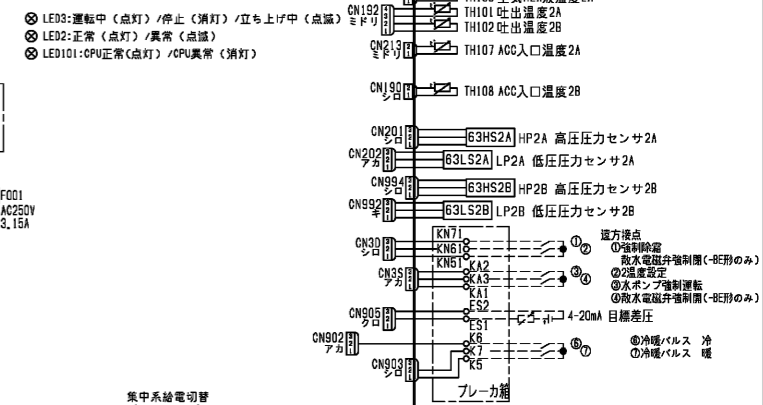 LED3:運転中(点灯)/停止(消灯)/立ち上げ中(点滅)
LED2:正常(点灯)/異常(点滅)
LED101:CPU正常(点灯)/CPU異常(消灯)
CN192
ミドリ
TH101 吐出温度2A
TH102 吐出温度2B
CN213
ミドリ
TH107 ACC入口温度2A
CN190
シロ
TH108 ACC入口温度2B
CN201
シロ
63HS2A HP2A 高圧圧力センサ2A
CN202
アカ
63LS2A LP2A 低圧圧力センサ2A
CN994
シロ
63HS2B HP2B 高圧圧力センサ2B
CN992
キ
63LS2B LP2B 低圧圧力センサ2B
F001
AC250V
3.15A
CN3D
シロ
KN71
KN61
KN51
① ②
CN3S
アカ
KA2
KA3
KA1
③ ④
遠方接点
①強制除霜
散水電磁弁強制開(-BE形のみ)
②2温度設定
③水ポンプ強制運転
④散水電磁弁強制閉(-BE形のみ)
CN905
クロ
ES2
ES1
4-20mA 目標差圧
CN902
アカ
K6
K7
K5
⑥ ⑦
CN903
シロ
⑥冷暖パルス 冷
⑦冷暖パルス 暖
ブレーカ箱
集中系給電切替